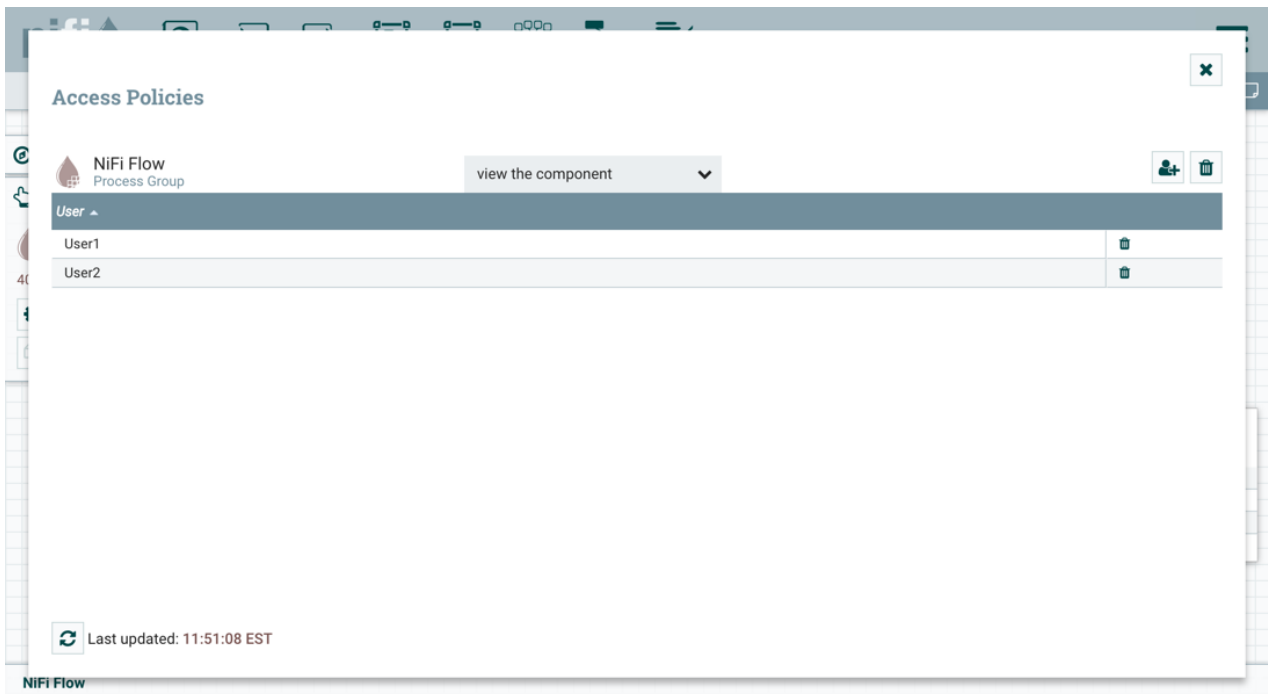 Access Policies
NiFi Flow
Process Group
view the component
User
User1
User2
Last updated: 11:51:08 EST
NiFi Flow